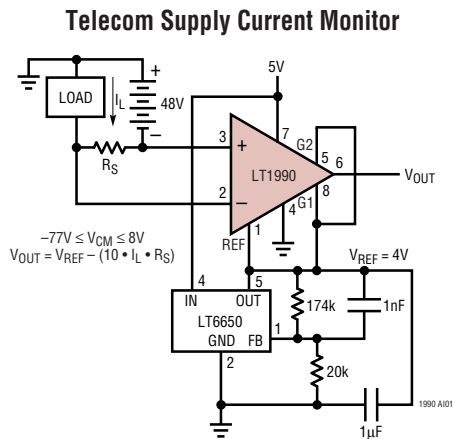 Telecom Supply Current Monitor
5V
LOAD
I_L
+
48V
−
R_S
3
+
7
G2
5
6
V_OUT
LT1990
2
−
G1
8
4
REF
1
−77V ≤ V_CM ≤ 8V
V_OUT = V_REF − (10 • I_L • R_S)
V_REF = 4V
4
5
IN
OUT
174k
1nF
LT6650
GND
FB
1
2
20k
1µF
1990 AI01